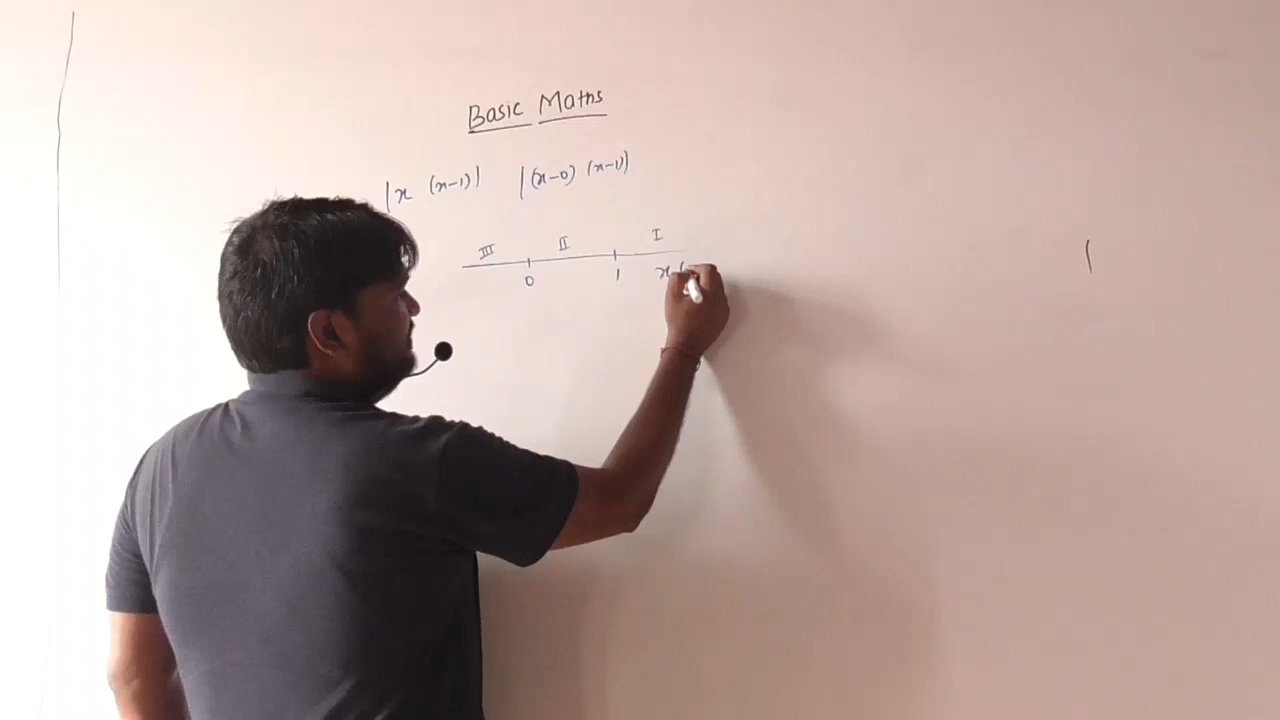 Basic Maths
|x (x-1)| |(x-0) (x-1)|
III II I
0 1 x(